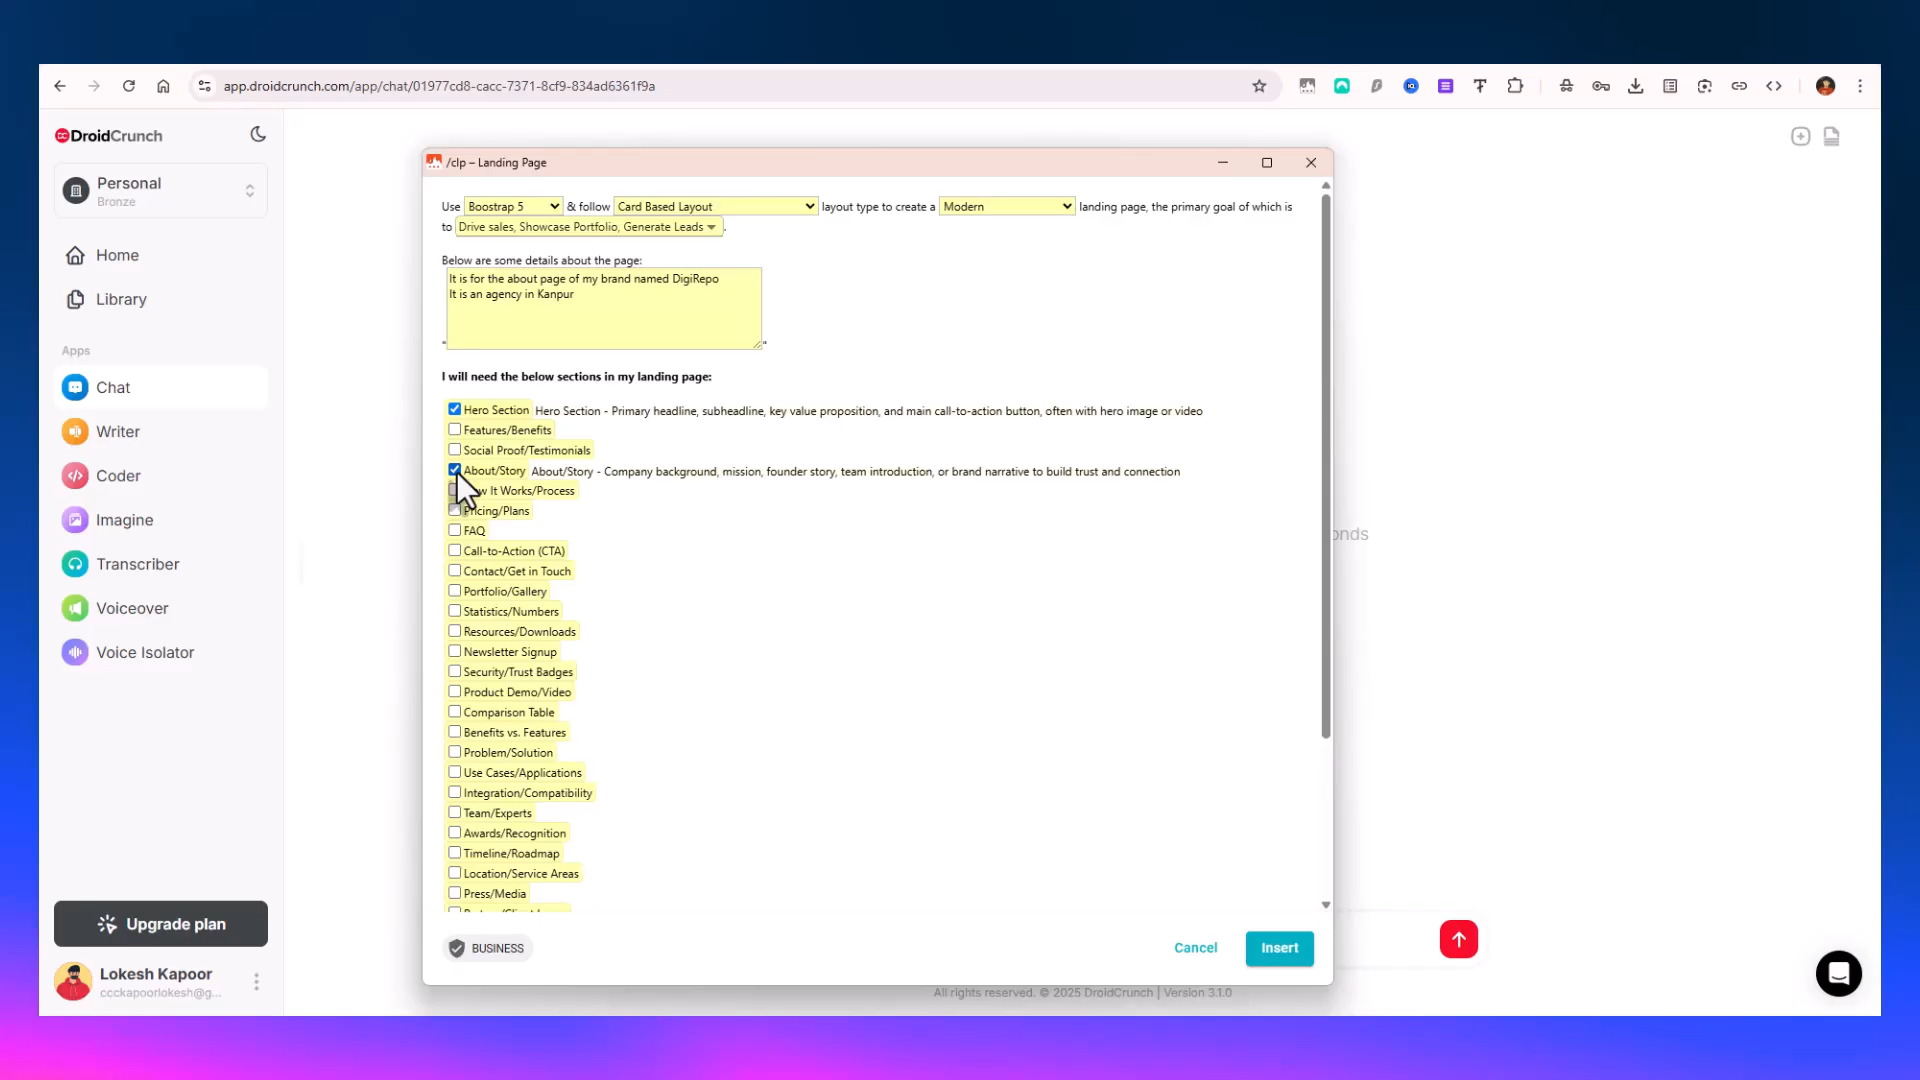 app.droidcrunch.com/app/chat/01977cd8-cacc-7371-8cf9-834ad6361f9a
DroidCrunch
Personal
Bronze
Home
Library
Apps
Chat
Writer
Coder
Imagine
Transcriber
Voiceover
Voice Isolator
Upgrade plan
Lokesh Kapoor
ccckapoorlokesh@g...
/clp – Landing Page
Use Boostrap 5 & follow Card Based Layout layout type to create a Modern landing page, the primary goal of which is
to Drive sales, Showcase Portfolio, Generate Leads .
Below are some details about the page:
It is for the about page of my brand named DigiRepo
It is an agency in Kanpur
" "
I will need the below sections in my landing page:
Hero Section Hero Section - Primary headline, subheadline, key value proposition, and main call-to-action button, often with hero image or video
Features/Benefits
Social Proof/Testimonials
About/Story About/Story - Company background, mission, founder story, team introduction, or brand narrative to build trust and connection
It Works/Process
Pricing/Plans
FAQ
Call-to-Action (CTA)
Contact/Get in Touch
Portfolio/Gallery
Statistics/Numbers
Resources/Downloads
Newsletter Signup
Security/Trust Badges
Product Demo/Video
Comparison Table
Benefits vs. Features
Problem/Solution
Use Cases/Applications
Integration/Compatibility
Team/Experts
Awards/Recognition
Timeline/Roadmap
Location/Service Areas
Press/Media
BUSINESS
Cancel
Insert
onds
All rights reserved. © 2025 DroidCrunch | Version 3.1.0